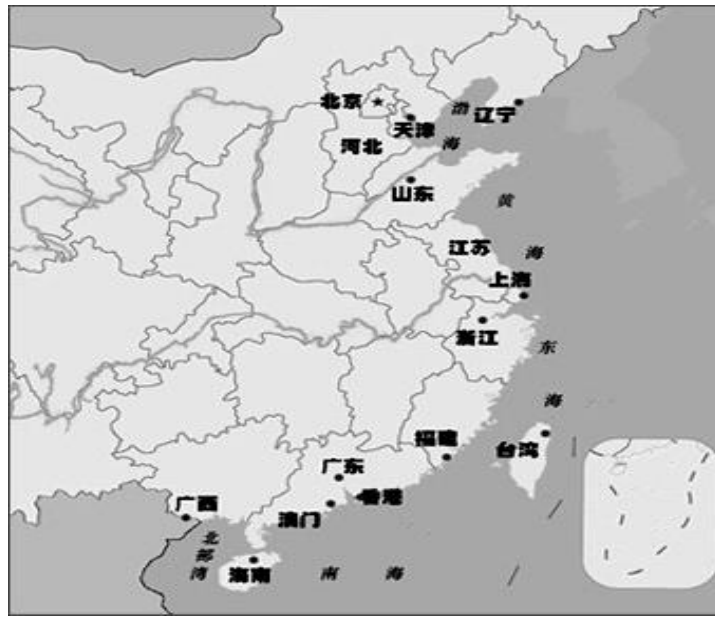 北京
渤海
辽宁
天津
河北
山东
黄海
江苏
上海
浙江
东海
福建
台湾
广东
香港
澳门
广西
北部湾
海南
南海